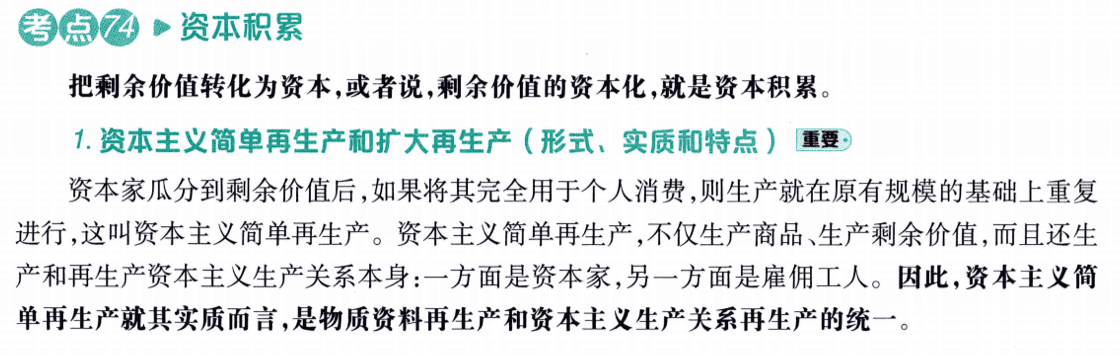 考点74 ▶ 资本积累
把剩余价值转化为资本,或者说,剩余价值的资本化,就是资本积累。
1. 资本主义简单再生产和扩大再生产(形式、实质和特点) 重要
资本家瓜分到剩余价值后,如果将其完全用于个人消费,则生产就在原有规模的基础上重复
进行,这叫资本主义简单再生产。资本主义简单再生产,不仅生产商品、生产剩余价值,而且还生
产和再生产资本主义生产关系本身:一方面是资本家,另一方面是雇佣工人。因此,资本主义简
单再生产就其实质而言,是物质资料再生产和资本主义生产关系再生产的统一。